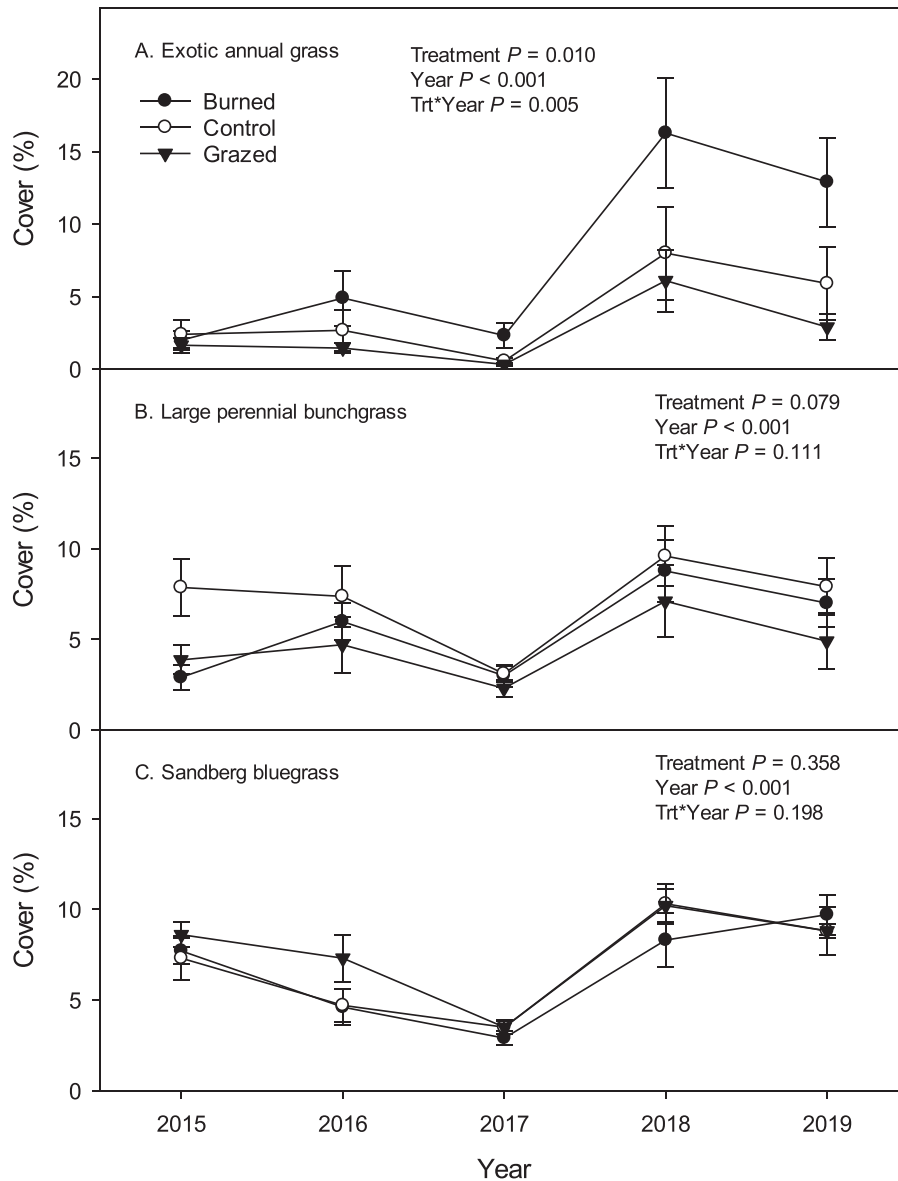 A. Exotic annual grass
Treatment P = 0.010
Year P < 0.001
Trt*Year P = 0.005
Burned
Control
Grazed
Cover (%)
20
15
10
5
0
B. Large perennial bunchgrass
Treatment P = 0.079
Year P < 0.001
Trt*Year P = 0.111
Cover (%)
15
10
5
0
C. Sandberg bluegrass
Treatment P = 0.358
Year P < 0.001
Trt*Year P = 0.198
Cover (%)
15
10
5
0
2015 2016 2017 2018 2019
Year